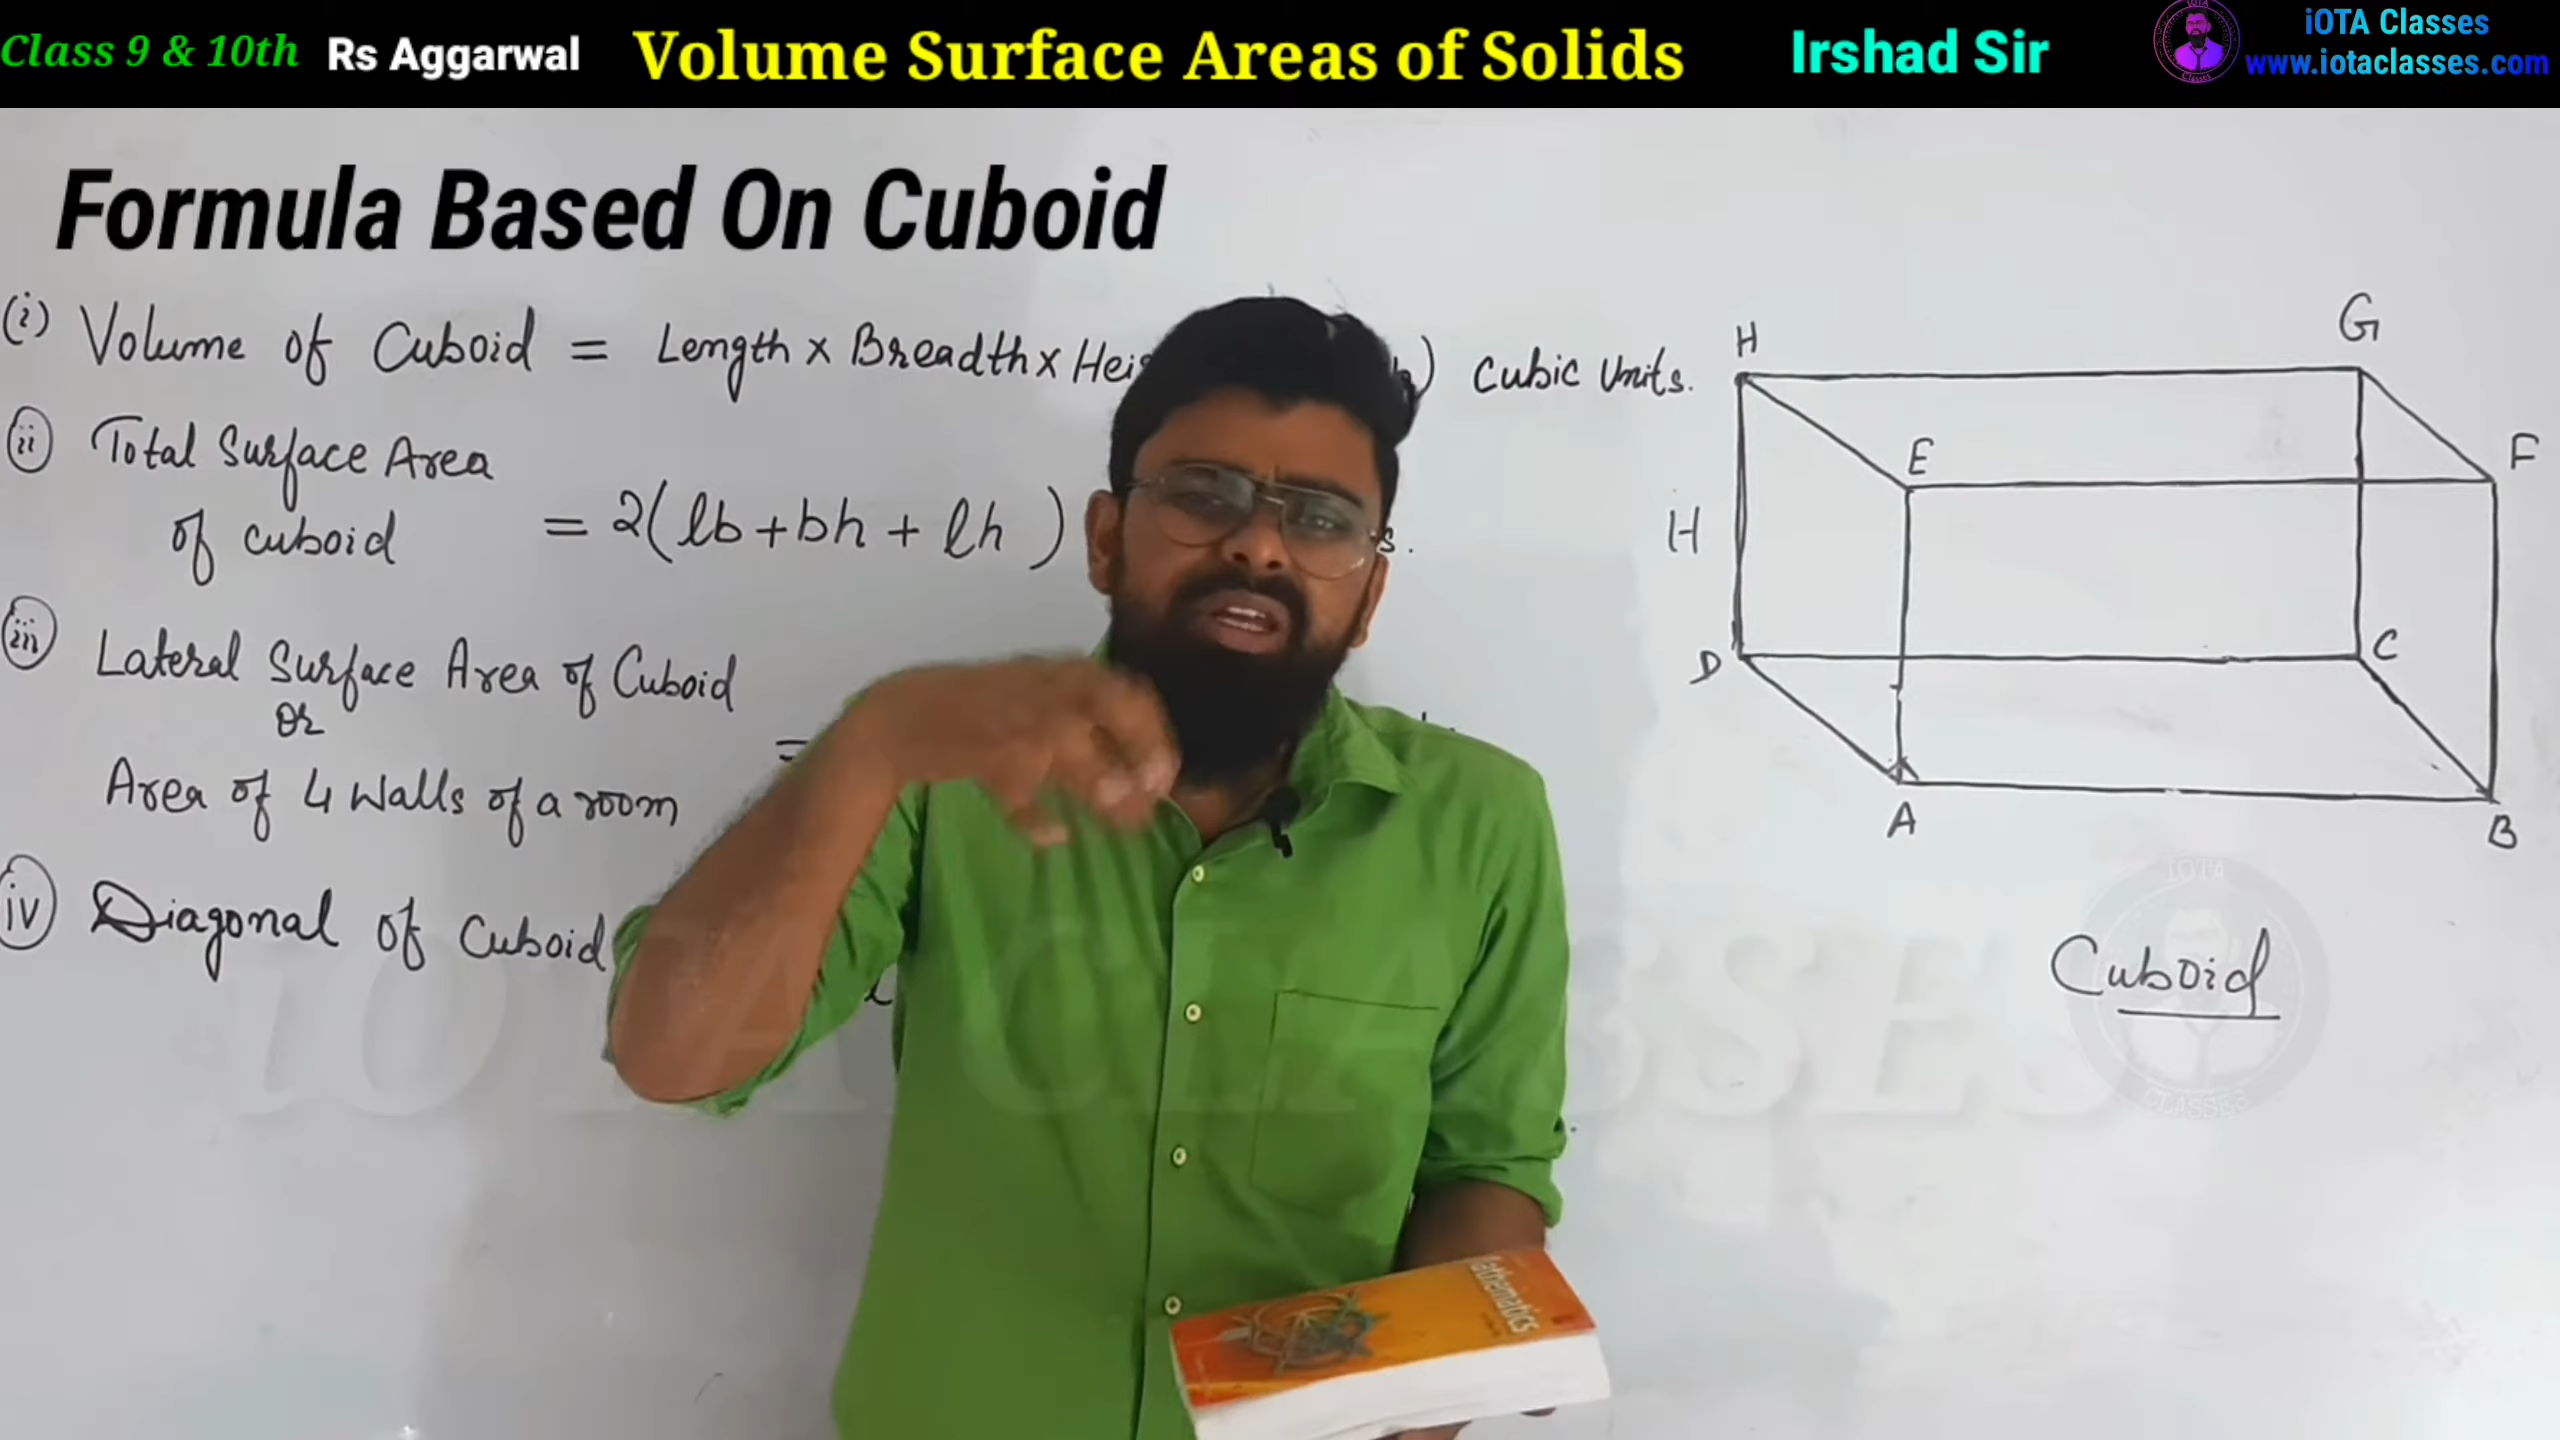 Class 9 & 10th Rs Aggarwal Volume Surface Areas of Solids Irshad Sir iOTA Classes
www.iotaclasses.com
Formula Based On Cuboid
(i) Volume of Cuboid = Length x Breadth x ) Cubic Units.
(ii) Total Surface Area
of cuboid = 2( lb + bh + lh )
(iii) Lateral Surface Area of Cuboid
or =
Area of 4 Walls of a room
(iv) Diagonal of Cuboid
H
G
E
F
H
D
C
A
B
Cuboid
iOTA
CLASSES
Mathematics